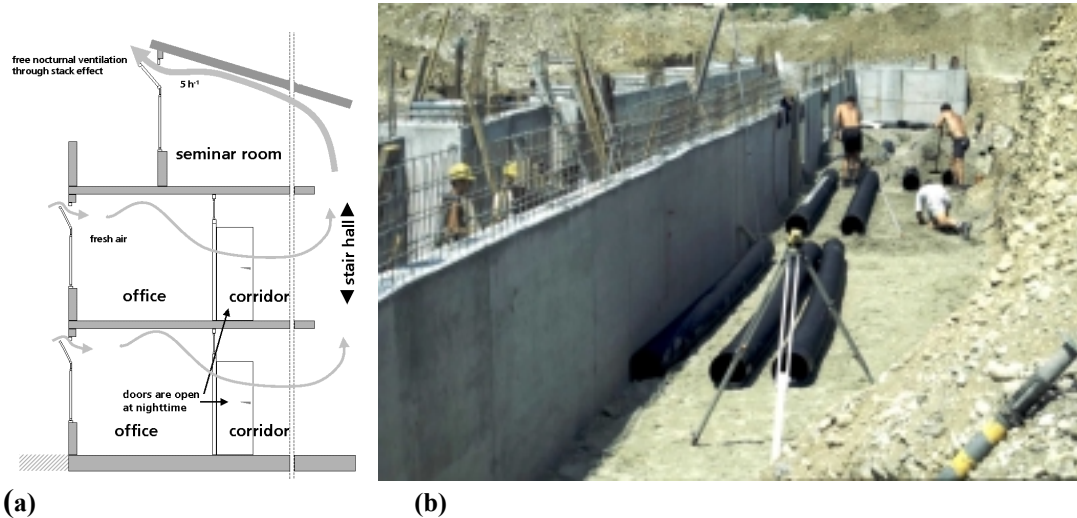 free nocturnal ventilation
through stack effect
5 h⁻¹
seminar room
fresh air
stair hall
office
corridor
doors are open
at nighttime
office
corridor
(a)
(b)